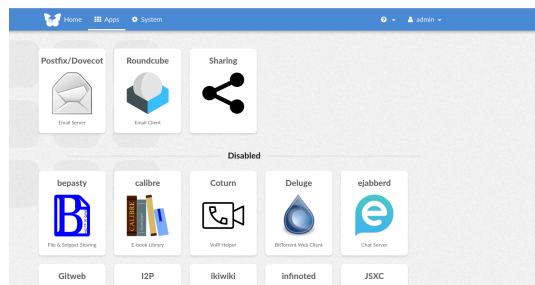 Home Apps System admin
Postfix/Dovecot Roundcube Sharing
Email Server Email Client
Disabled
bepasty calibre Coturn Deluge ejabberd
CALIBRE
File & Snippet Sharing E-book Library VoIP Helper BitTorrent Web Client Chat Server
Gitweb I2P ikiwiki infinoted JSXC